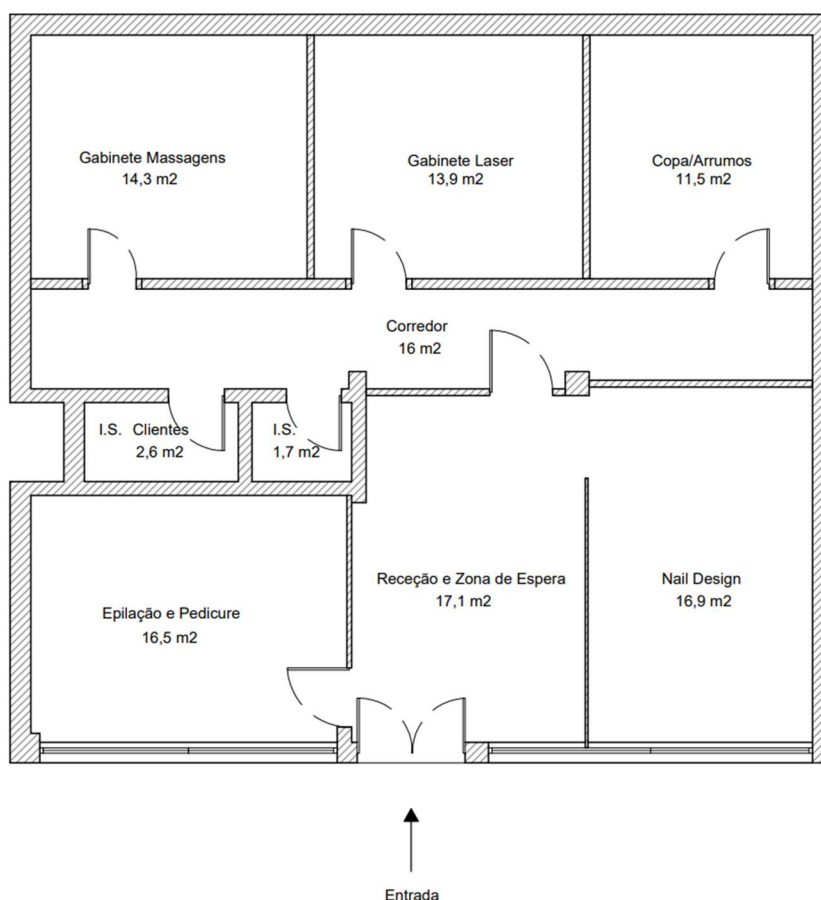 Gabinete Massagens
14,3 m2
Gabinete Laser
13,9 m2
Copa/Arrumos
11,5 m2
Corredor
16 m2
I.S. Clientes
2,6 m2
I.S.
1,7 m2
Receção e Zona de Espera
17,1 m2
Nail Design
16,9 m2
Epilação e Pedicure
16,5 m2
Entrada